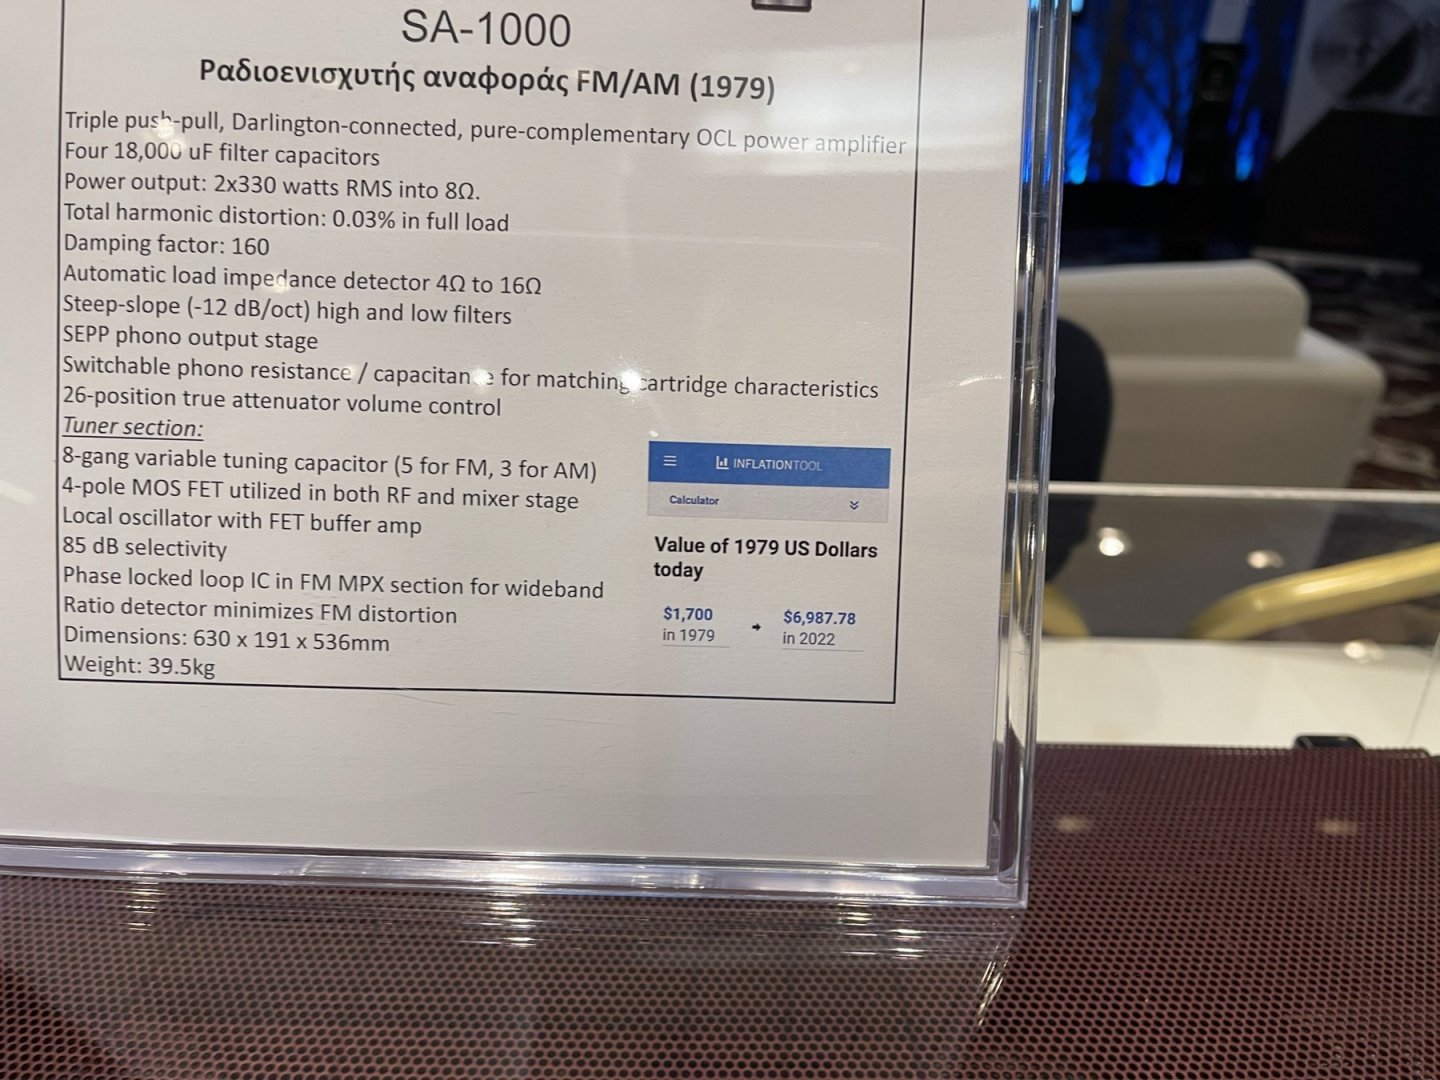 SA-1000
Ραδιοενισχυτής αναφοράς FM/AM (1979)
Triple push-pull, Darlington-connected, pure-complementary OCL power amplifier
Four 18,000 uF filter capacitors
Power output: 2x330 watts RMS into 8Ω.
Total harmonic distortion: 0.03% in full load
Damping factor: 160
Automatic load impedance detector 4Ω to 16Ω
Steep-slope (-12 dB/oct) high and low filters
SEPP phono output stage
Switchable phono resistance / capacitance for matching cartridge characteristics
26-position true attenuator volume control
Tuner section:
8-gang variable tuning capacitor (5 for FM, 3 for AM)
4-pole MOS FET utilized in both RF and mixer stage
Local oscillator with FET buffer amp
85 dB selectivity
Phase locked loop IC in FM MPX section for wideband
Ratio detector minimizes FM distortion
Dimensions: 630 x 191 x 536mm
Weight: 39.5kg
INFLATIONTOOL
Calculator
Value of 1979 US Dollars
today
$1,700 $6,987.78
in 1979 in 2022